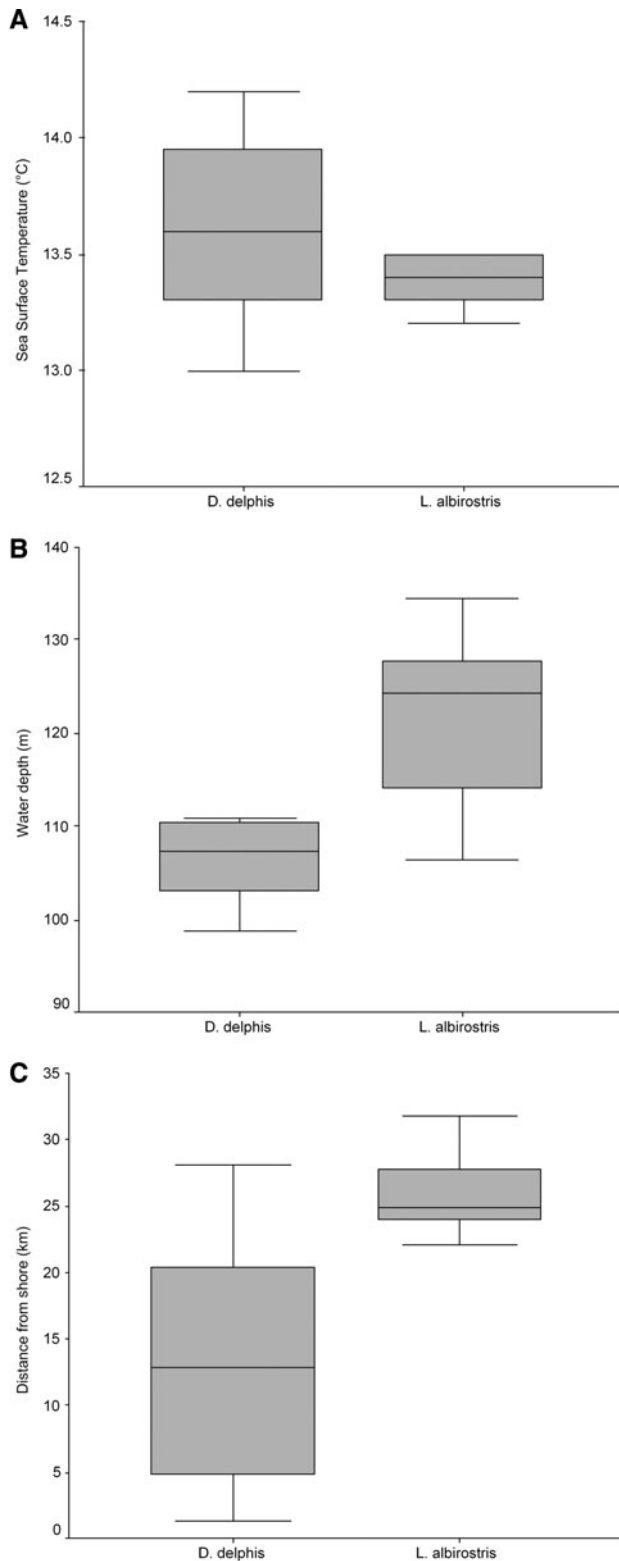 A
Sea Surface Temperature (°C)
14.5
14.0
13.5
13.0
12.5
D. delphis L. albirostris
B
Water depth (m)
140
130
120
110
100
90
D. delphis L. albirostris
C
Distance from shore (km)
35
30
25
20
15
10
5
0
D. delphis L. albirostris